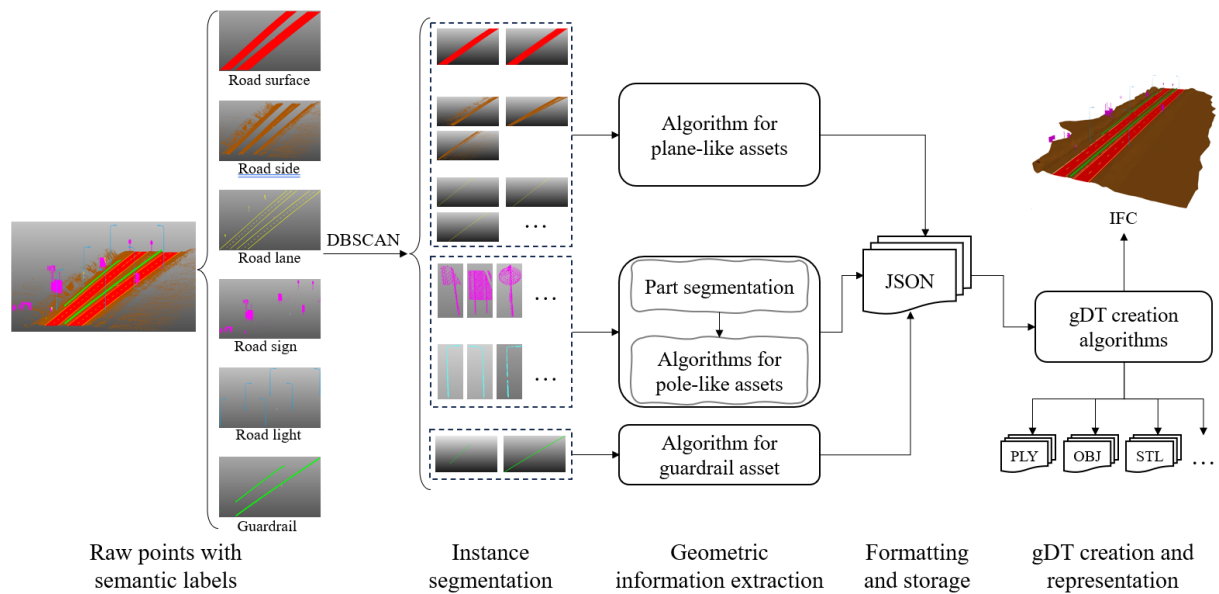 Road surface
Road side
Road lane
Road sign
Road light
Guardrail
DBSCAN
...
...
...
Algorithm for
plane-like assets
Part segmentation
Algorithms for
pole-like assets
Algorithm for
guardrail asset
JSON
IFC
gDT creation
algorithms
PLY
OBJ
STL
...
Raw points with
semantic labels
Instance
segmentation
Geometric
information extraction
Formatting
and storage
gDT creation and
representation